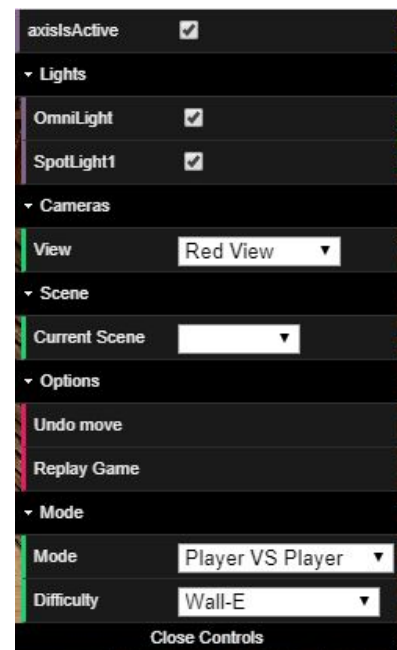 axisIsActive
Lights
OmniLight
SpotLight1
Cameras
View Red View
Scene
Current Scene
Options
Undo move
Replay Game
Mode
Mode Player VS Player
Difficulty Wall-E
Close Controls